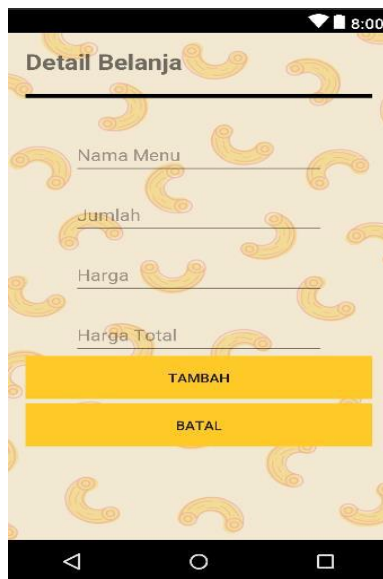 8:00
Detail Belanja
Nama Menu
Jumlah
Harga
Harga Total
TAMBAH
BATAL